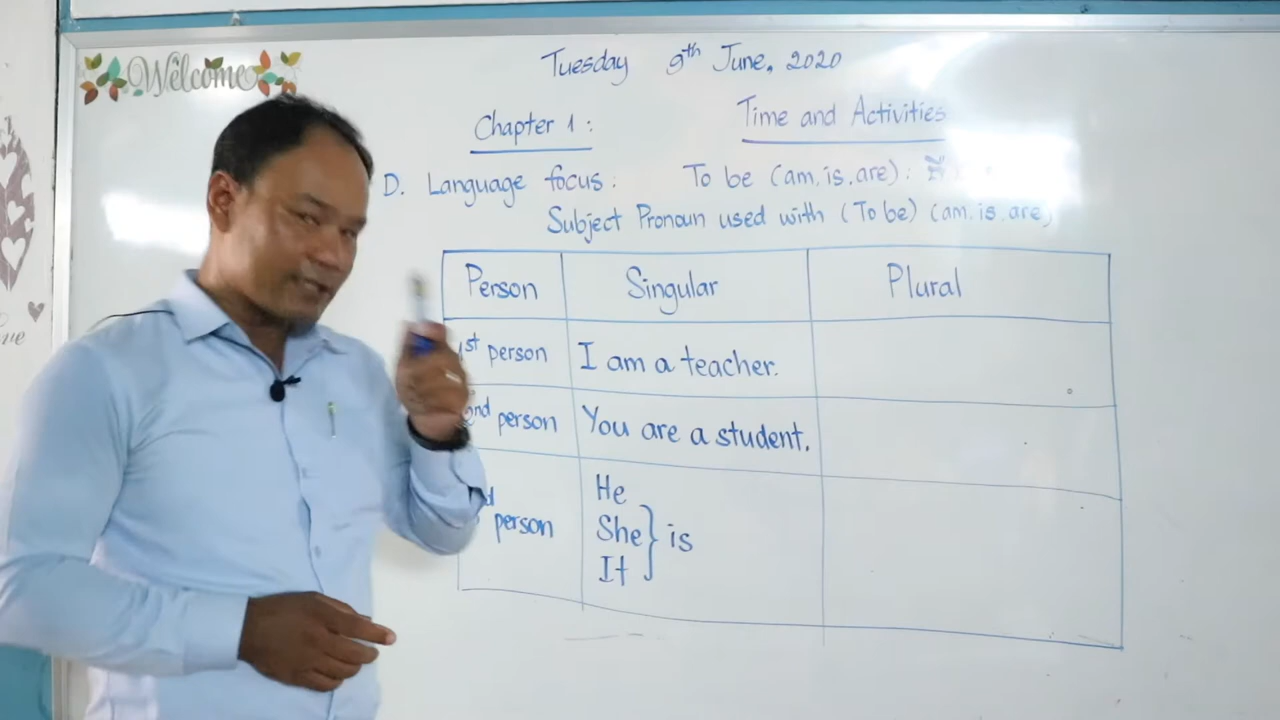 Welcome
Tuesday 9th June, 2020
Chapter 1: Time and Activities
D. Language focus: To be (am, is, are):
Subject Pronoun used with (To be) (am, is, are)
Person Singular Plural
1st person I am a teacher.
2nd person You are a student.
person
He
She } is
It